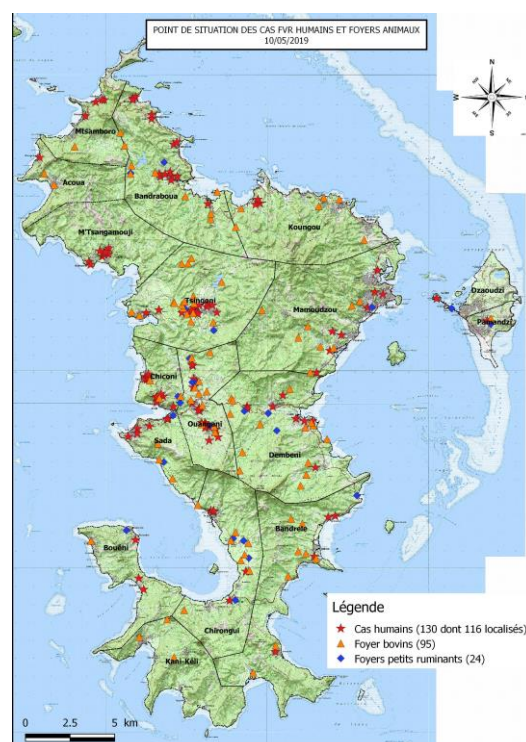 POINT DE SITUATION DES CAS FVR HUMAINS ET FOYERS ANIMAUX
10/05/2019
N
W
E
S
Mtsamboro
Acoua
Bandraboua
M'Tsangamouji
Koungou
Dzaoudzi
Pamandzi
Tsingoni
Mamoudzou
Chiconi
Ouangani
Sada
Dembeni
Bandrele
Bouéni
Chirongui
Kani-Kéli
Légende
Cas humains (130 dont 116 localisés)
Foyer bovins (95)
Foyers petits ruminants (24)
0 2.5 5 km